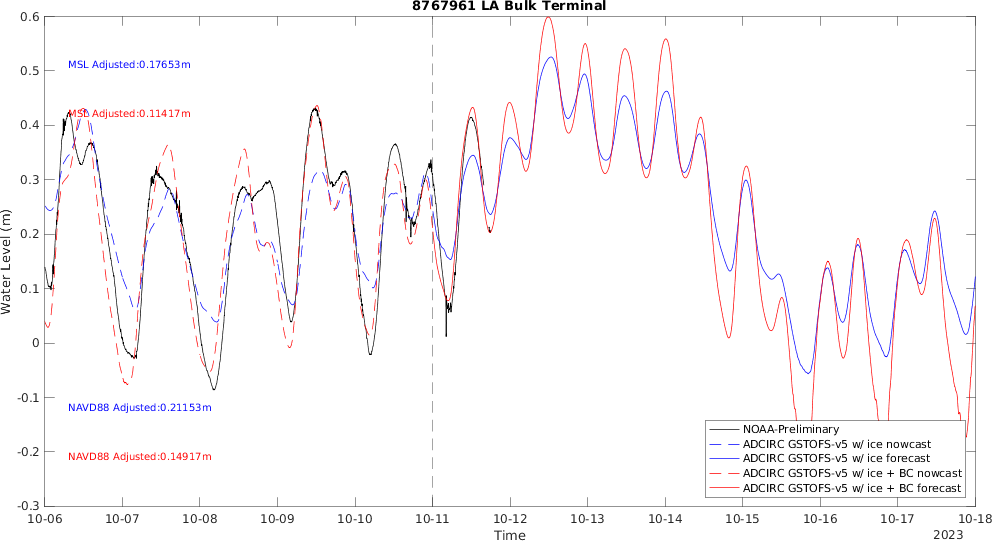 8767961 LA Bulk Terminal
0.6
0.5
0.4
0.3
0.2
0.1
0
-0.1
-0.2
-0.3
Water Level (m)
MSL Adjusted:0.17653m
MSL Adjusted:0.11417m
NAVD88 Adjusted:0.21153m
NAVD88 Adjusted:0.14917m
NOAA-Preliminary
ADCIRC GSTOFS-v5 w/ ice nowcast
ADCIRC GSTOFS-v5 w/ ice forecast
ADCIRC GSTOFS-v5 w/ ice + BC nowcast
ADCIRC GSTOFS-v5 w/ ice + BC forecast
10-06 10-07 10-08 10-09 10-10 10-11 10-12 10-13 10-14 10-15 10-16 10-17 10-18
Time
2023